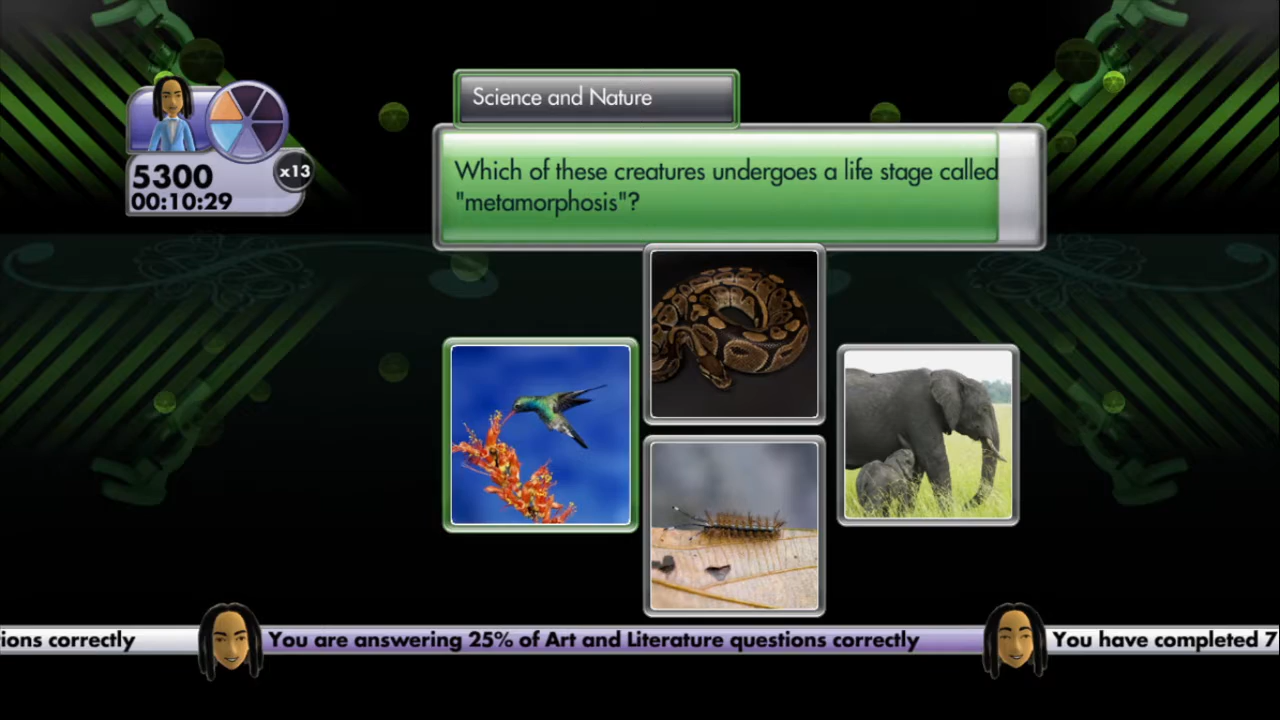 Science and Nature
Which of these creatures undergoes a life stage called
"metamorphosis"?
5300
x13
00:10:29
ions correctly
You are answering 25% of Art and Literature questions correctly
You have completed 7